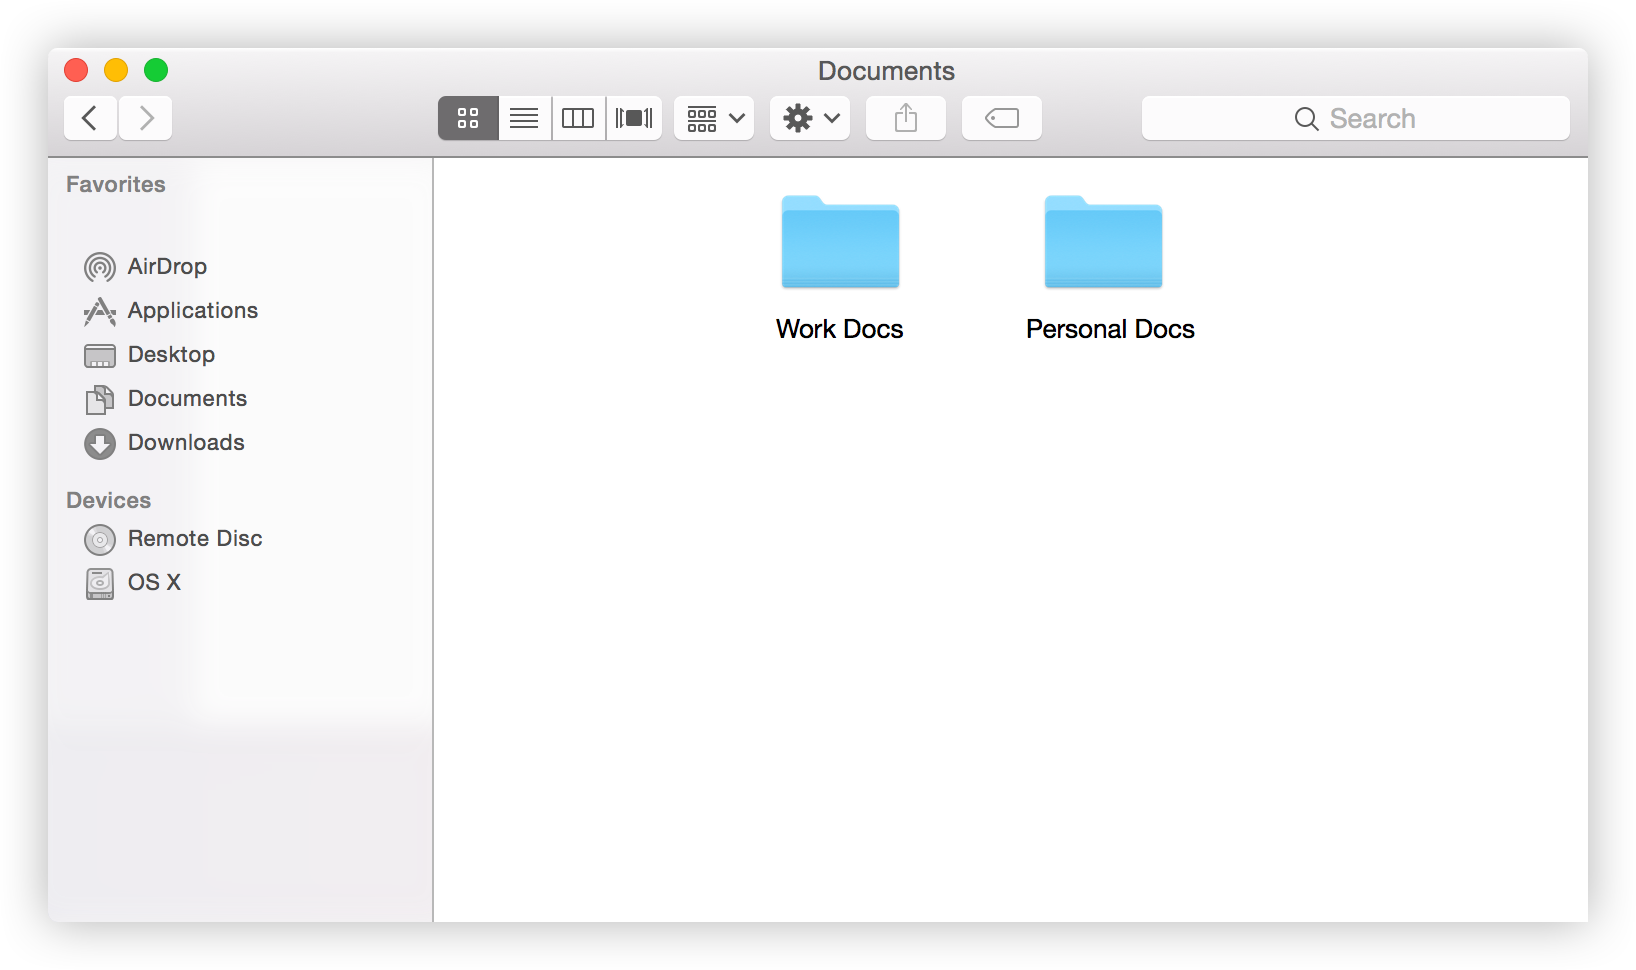 Documents
Search
Favorites
AirDrop
Applications
Desktop
Documents
Downloads
Devices
Remote Disc
OS X
Work Docs
Personal Docs